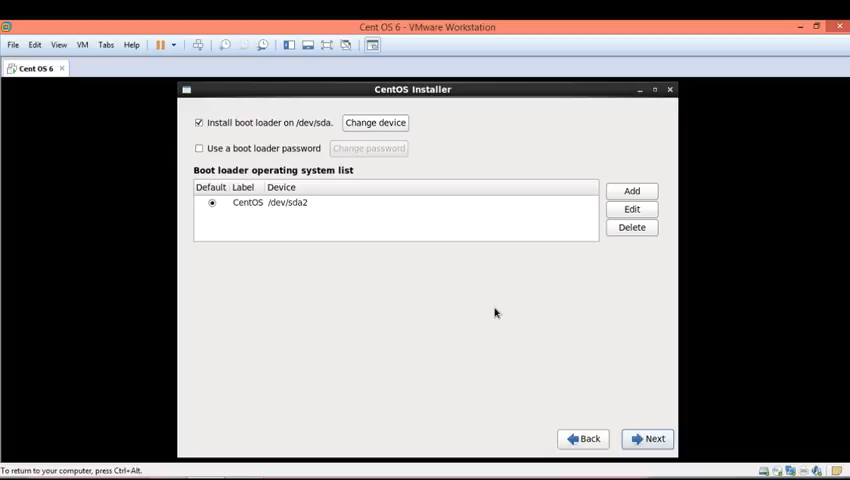 Cent OS 6 - VMware Workstation
File Edit View VM Tabs Help
Cent OS 6
CentOS Installer
Install boot loader on /dev/sda. Change device
Use a boot loader password Change password
Boot loader operating system list
Default Label Device
CentOS /dev/sda2
Add
Edit
Delete
Back Next
To return to your computer, press Ctrl+Alt.